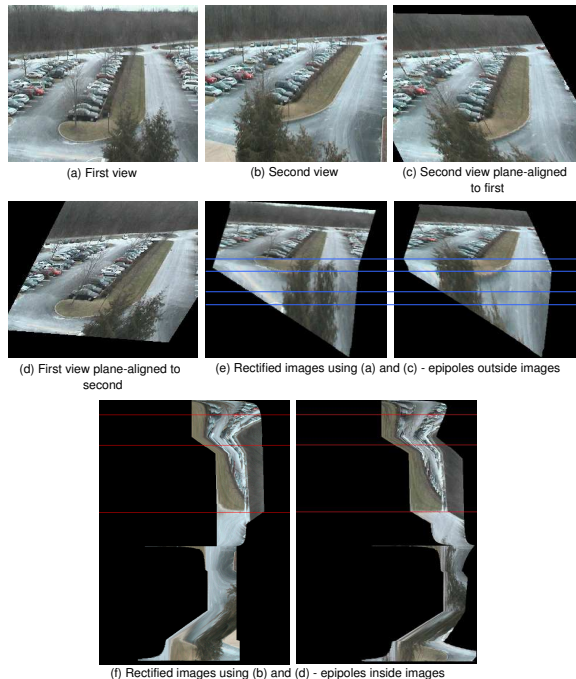 (a) First view
(b) Second view
(c) Second view plane-aligned
to first
(d) First view plane-aligned to
second
(e) Rectified images using (a) and (c) - epipoles outside images
(f) Rectified images using (b) and (d) - epipoles inside images